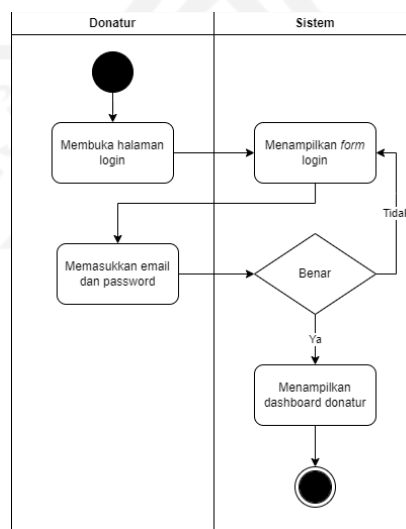 Donatur
Sistem
Membuka halaman
login
Menampilkan form
login
Tidak
Memasukkan email
dan password
Benar
Ya
Menampilkan
dashboard donatur